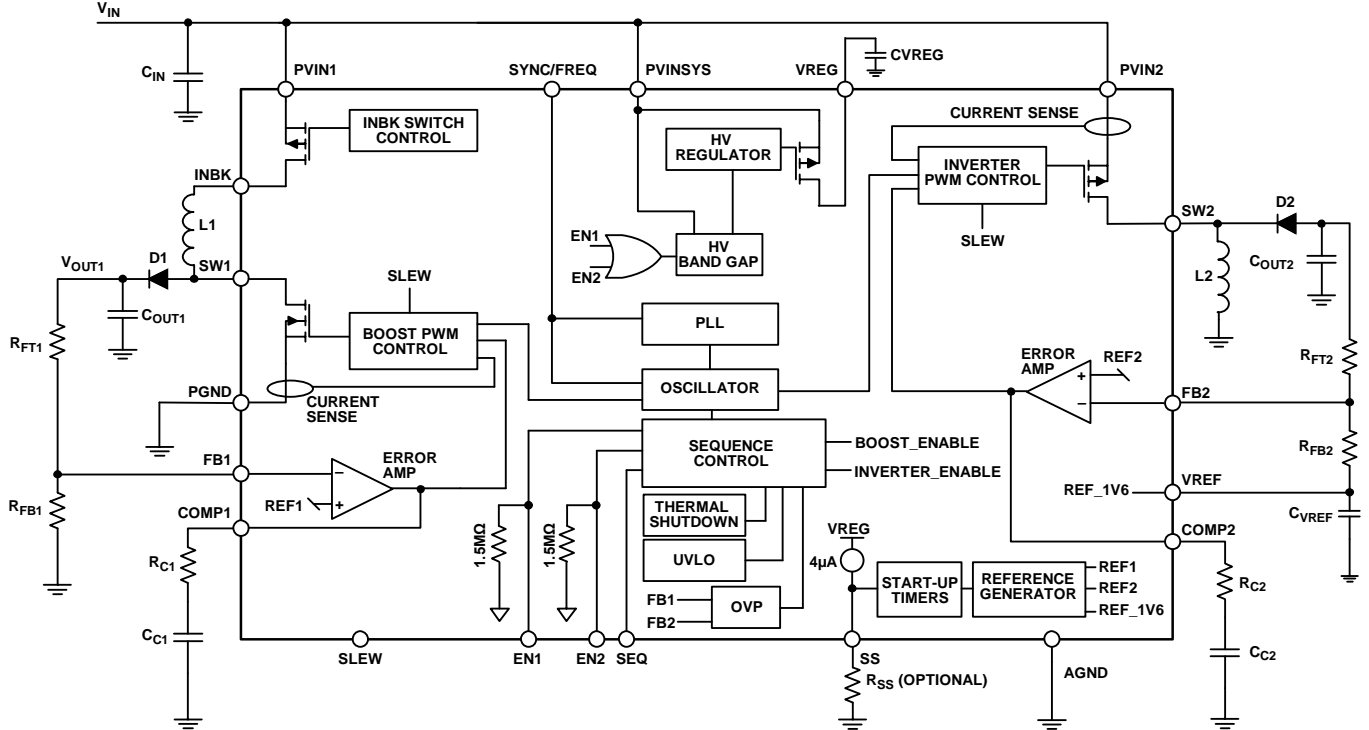 VIN
CIN
PVIN1
SYNC/FREQ
PVINSYS
VREG
CVREG
PVIN2
INBK SWITCH
CONTROL
HV
REGULATOR
CURRENT SENSE
INVERTER
PWM CONTROL
SLEW
INBK
L1
EN1
EN2
HV
BAND GAP
SW2
D2
L2
COUT2
VOUT1
D1
SW1
COUT1
SLEW
BOOST PWM
CONTROL
PLL
OSCILLATOR
RFT1
PGND
CURRENT
SENSE
ERROR
AMP
REF2
+
−
FB2
RFT2
SEQUENCE
CONTROL
BOOST_ENABLE
INVERTER_ENABLE
FB1
−
+
ERROR
AMP
REF1
RFB1
COMP1
RC1
CC1
1.5MΩ
1.5MΩ
THERMAL
SHUTDOWN
UVLO
FB1
FB2
OVP
RFB2
REF_1V6
VREF
CVREF
COMP2
VREG
4µA
START-UP
TIMERS
REFERENCE
GENERATOR
REF1
REF2
REF_1V6
RC2
CC2
SLEW
EN1
EN2
SEQ
SS
RSS (OPTIONAL)
AGND